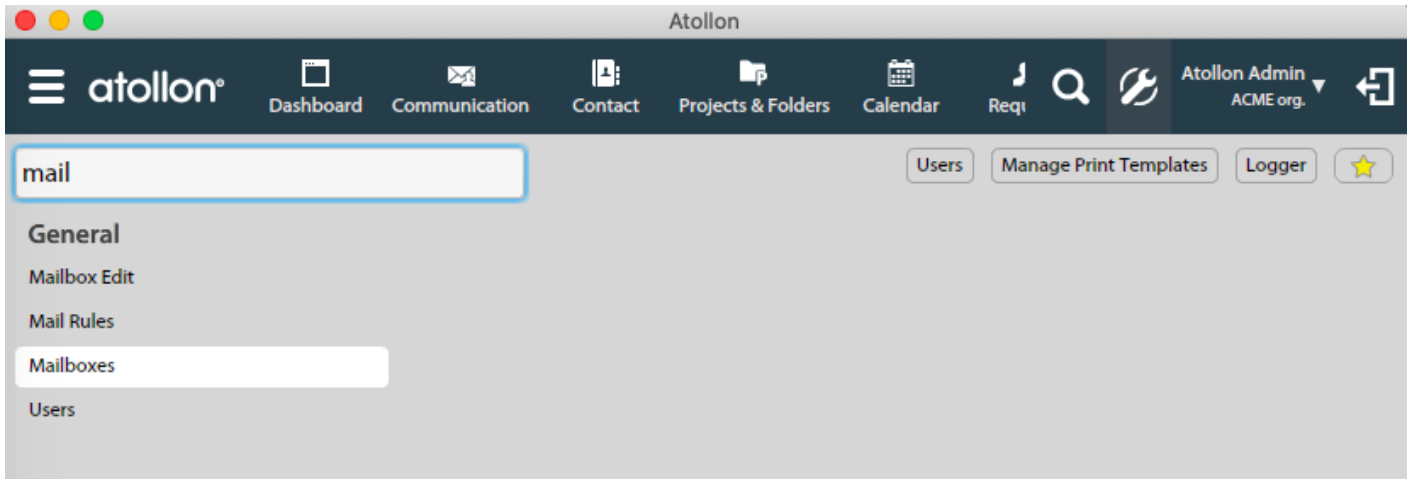 Atollon
atollon
Dashboard
Communication
Contact
Projects & Folders
Calendar
Atollon Admin
ACME org.
mail
Users
Manage Print Templates
Logger
General
Mailbox Edit
Mail Rules
Mailboxes
Users